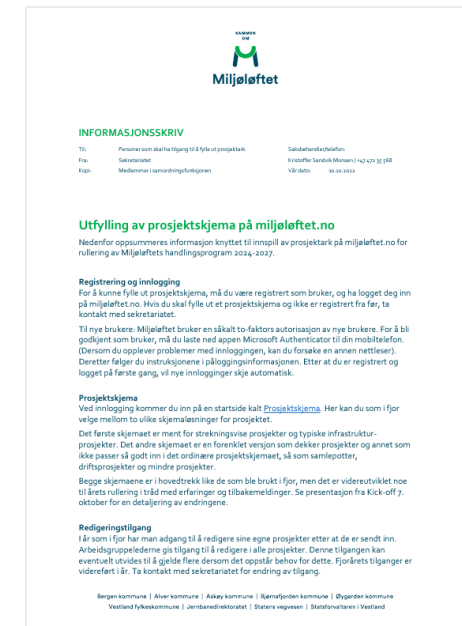 SAMMEN
OM
Miljøløftet
INFORMASJONSSKRIV
Til: Personer som skal ha tilgang til å fylle ut prosjektark Saksbehandler/telefon:
Fra: Sekretariatet Kristoffer Sandvik Monsen / +47 472 35 568
Kopi: Medlemmer i samordningsfunksjonen Vår dato: 10.10.2022
Utfylling av prosjektskjema på miljøløftet.no
Nedenfor oppsummeres informasjon knyttet til innspill av prosjektark på miljøløftet.no for
rullering av Miljøløftets handlingsprogram 2024-2027.
Registrering og innlogging
For å kunne fylle ut prosjektskjema, må du være registrert som bruker, og ha logget deg inn
på miljøløftet.no. Hvis du skal fylle ut et prosjektskjema og ikke er registrert fra før, ta
kontakt med sekretariatet.
Til nye brukere: Miljøløftet bruker en såkalt to-faktors autorisasjon av nye brukere. For å bli
godkjent som bruker, må du laste ned appen Microsoft Authenticator til din mobiltelefon.
(Dersom du opplever problemer med innloggingen, kan du forsøke en annen nettleser).
Deretter følger du instruksjonene i påloggingsinformasjonen. Etter at du er registrert og
logget på første gang, vil nye innlogginger skje automatisk.
Prosjektskjema
Ved innlogging kommer du inn på en startside kalt Prosjektskjema. Her kan du som i fjor
velge mellom to ulike skjemaløsninger for prosjektet.
Det første skjemaet er ment for strekningsvise prosjekter og typiske infrastruktur-
prosjekter. Det andre skjemaet er en forenklet versjon som dekker prosjekter og annet som
ikke passer så godt inn i det ordinære prosjektskjemaet, så som samlepotter,
driftsprosjekter og mindre prosjekter.
Begge skjemaene er i hovedtrekk like de som ble brukt i fjor, men det er videreutviklet noe
til årets rullering i tråd med erfaringer og tilbakemeldinger. Se presentasjon fra Kick-off 7.
oktober for en detaljering av endringene.
Redigeringstilgang
I år som i fjor har man adgang til å redigere sine egne prosjekter etter at de er sendt inn.
Arbeidsgruppelederne gis tilgang til å redigere i alle prosjekter. Denne tilgangen kan
eventuelt utvides til å gjelde flere dersom det oppstår behov for dette. Fjorårets tilganger er
videreført i år. Ta kontakt med sekretariatet for endring av tilgang.
Bergen kommune | Alver kommune | Askøy kommune | Bjørnafjorden kommune | Øygarden kommune
Vestland fylkeskommune | Jernbanedirektoratet | Statens vegvesen | Statsforvalteren i Vestland